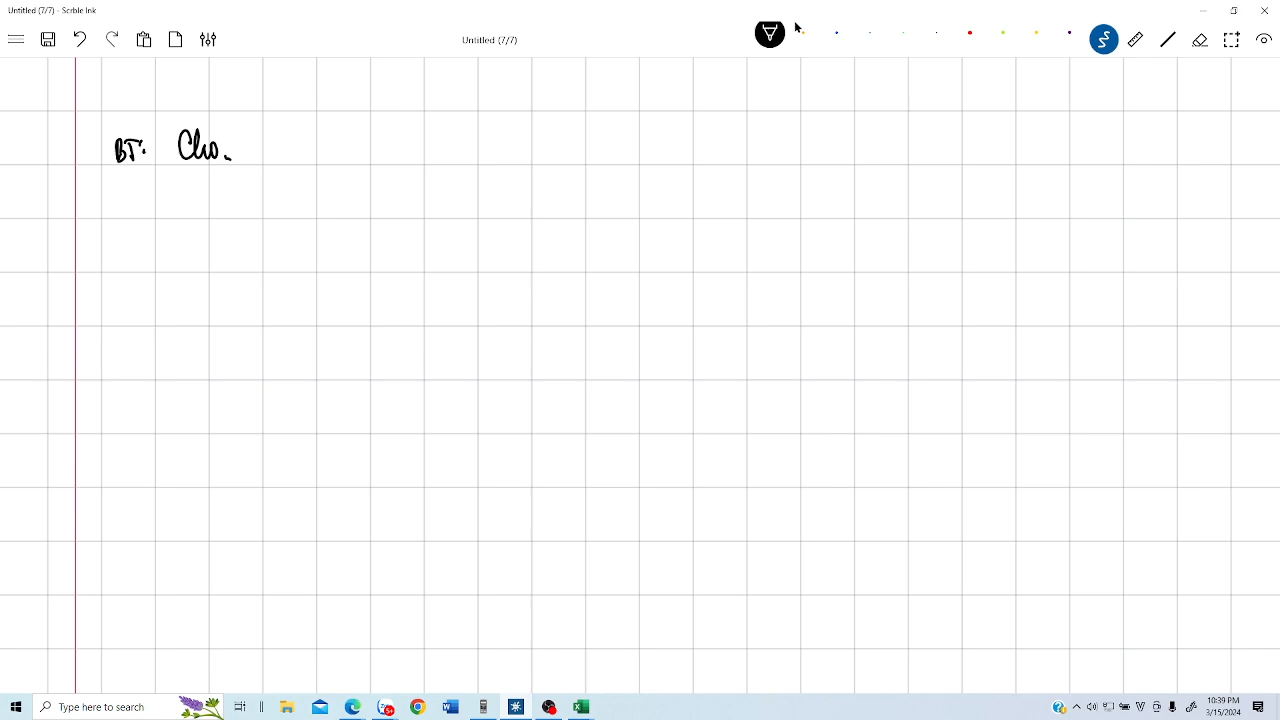 Untitled (7/7) - Scrble Ink
Untitled (7/7)
BT: Cho.
Type here to search
10:39 PM
3/15/2024